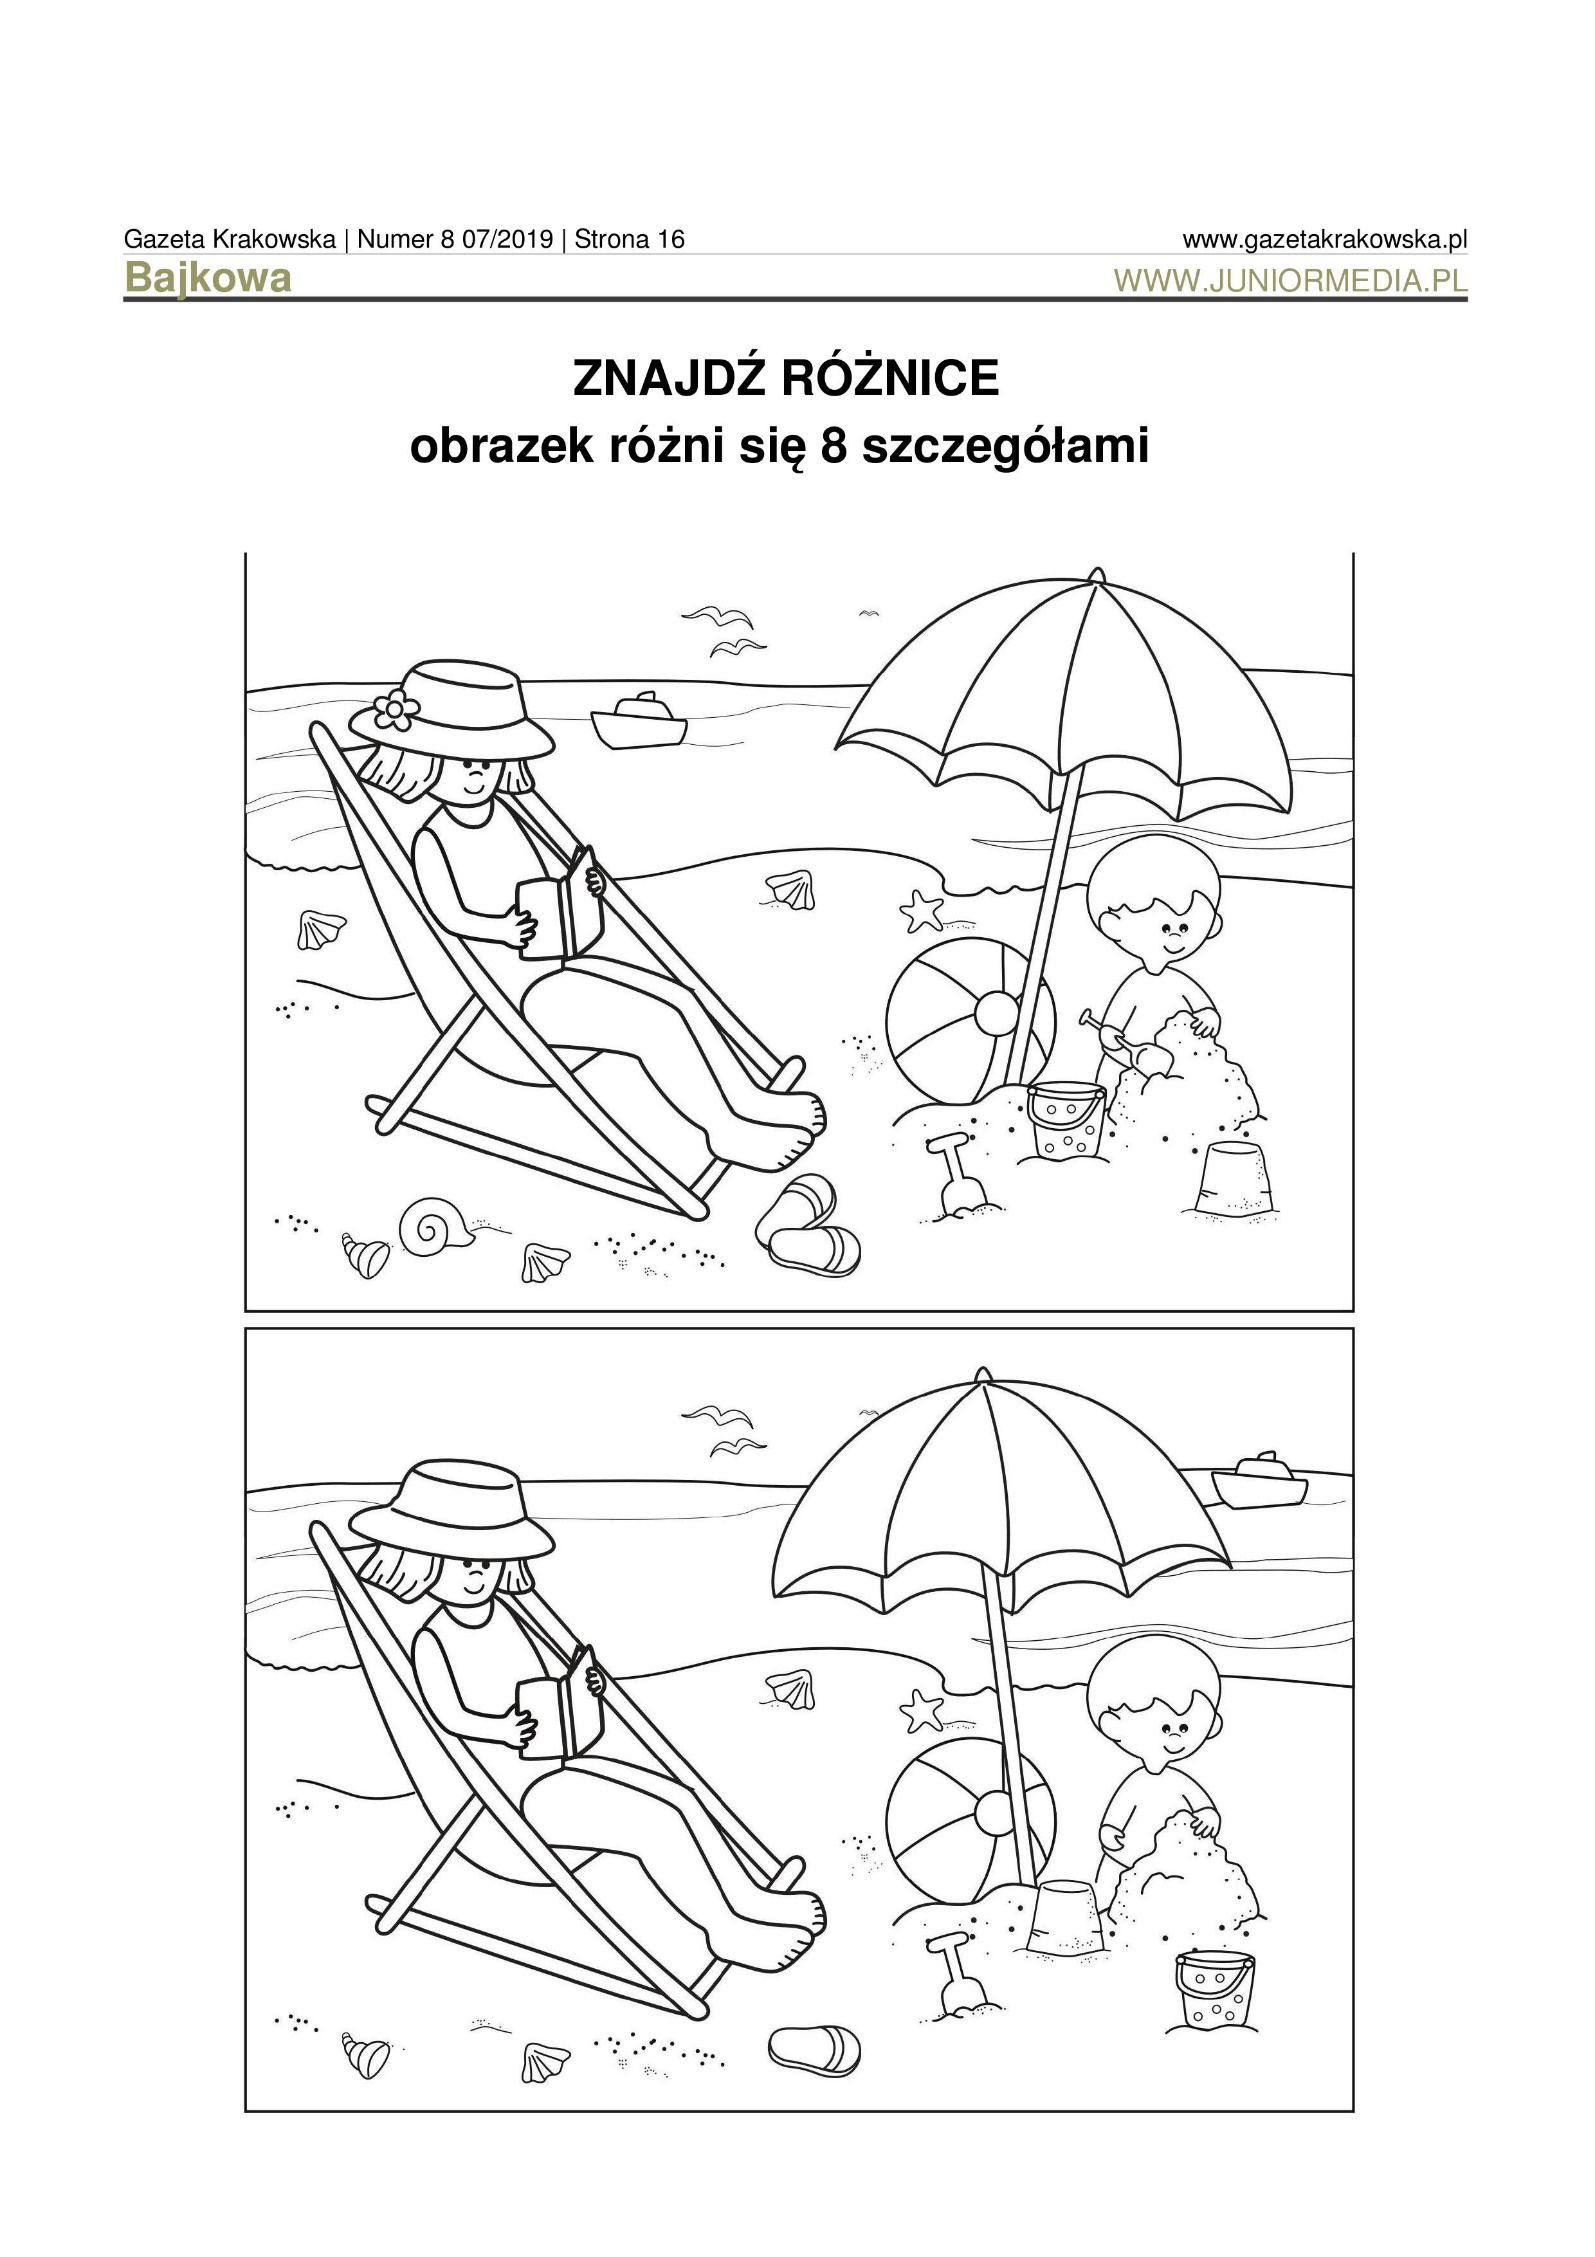 Gazeta Krakowska | Numer 8 07/2019 | Strona 16
www.gazetakrakowska.pl
Bajkowa
WWW.JUNIORMEDIA.PL
ZNAJDŹ RÓŻNICE
obrazek różni się 8 szczegółami